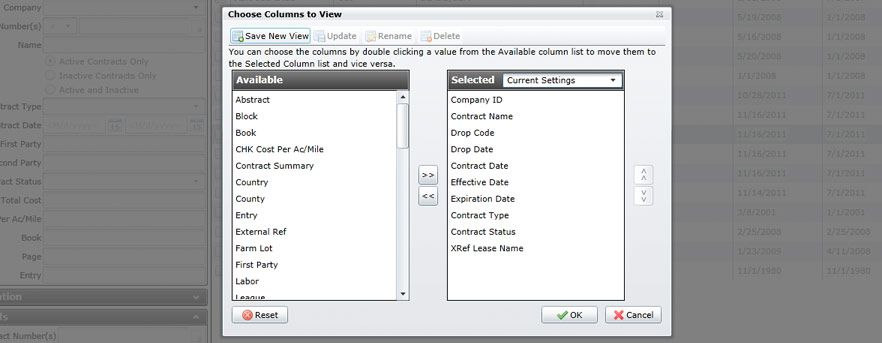 Company
Number(s)
Name
Active Contracts Only
Inactive Contracts Only
Active and Inactive
ntract Type
ntract Date
First Party
cond Party
act Status
Total Cost
Per Ac/Mile
Book
Page
Entry
ation
fs
act Number(s)
Choose Columns to View
Save New View Update Rename Delete
You can choose the columns by double clicking a value from the Available column list to move them to
the Selected Column list and vice versa.
Available
Abstract
Block
Book
CHK Cost Per Ac/Mile
Contract Summary
Country
County
Entry
External Ref
Farm Lot
First Party
Labor
League
>>
<<
Selected Current Settings
Company ID
Contract Name
Drop Code
Drop Date
Contract Date
Effective Date
Expiration Date
Contract Type
Contract Status
XRef Lease Name
Reset
OK Cancel
5/19/2008 1/1/2008
5/16/2008 1/1/2008
5/20/2008 1/1/2008
1/1/2008 1/1/2008
10/28/2011 7/1/2011
11/16/2011 7/1/2011
11/16/2011 7/1/2011
11/16/2011 7/1/2011
11/16/2011 7/1/2011
11/14/2011 7/1/2011
3/8/2001 1/1/2001
2/25/2008 2/25/2008
1/23/2009 4/11/2008
11/1/1980 11/1/1980